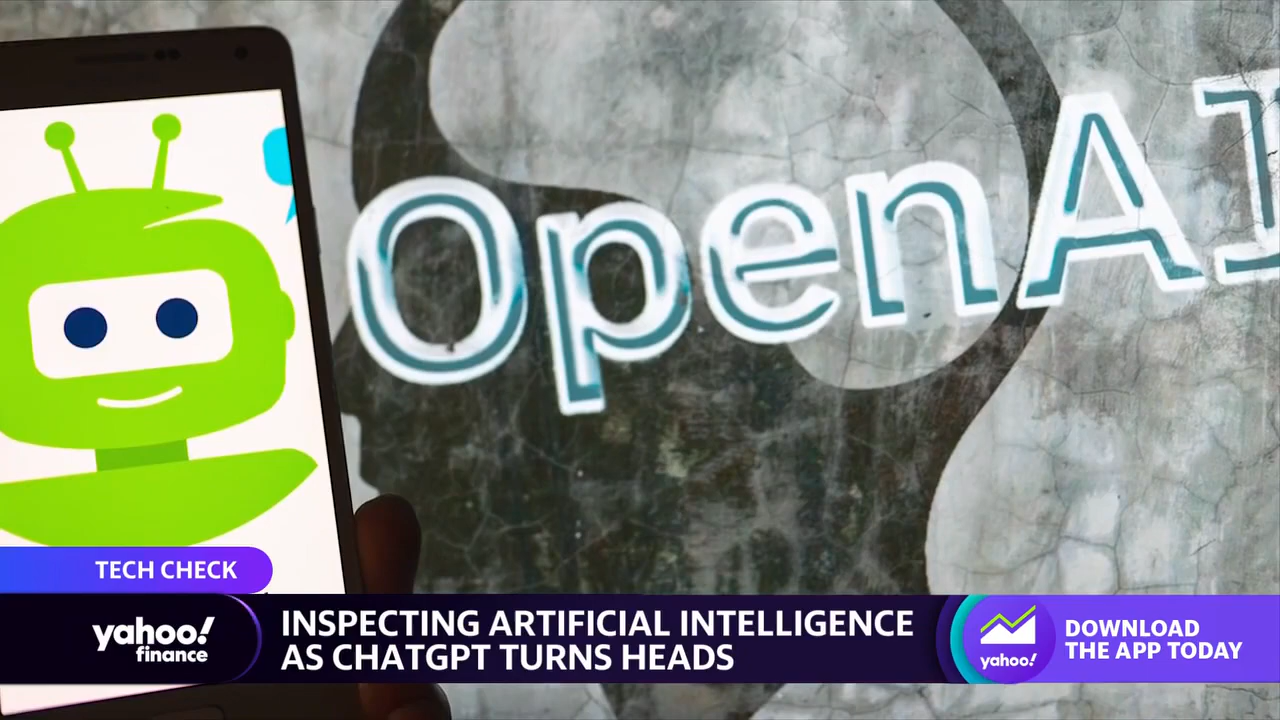 OpenAI
TECH CHECK
yahoo!
finance
INSPECTING ARTIFICIAL INTELLIGENCE
AS CHATGPT TURNS HEADS
yahoo!
DOWNLOAD
THE APP TODAY